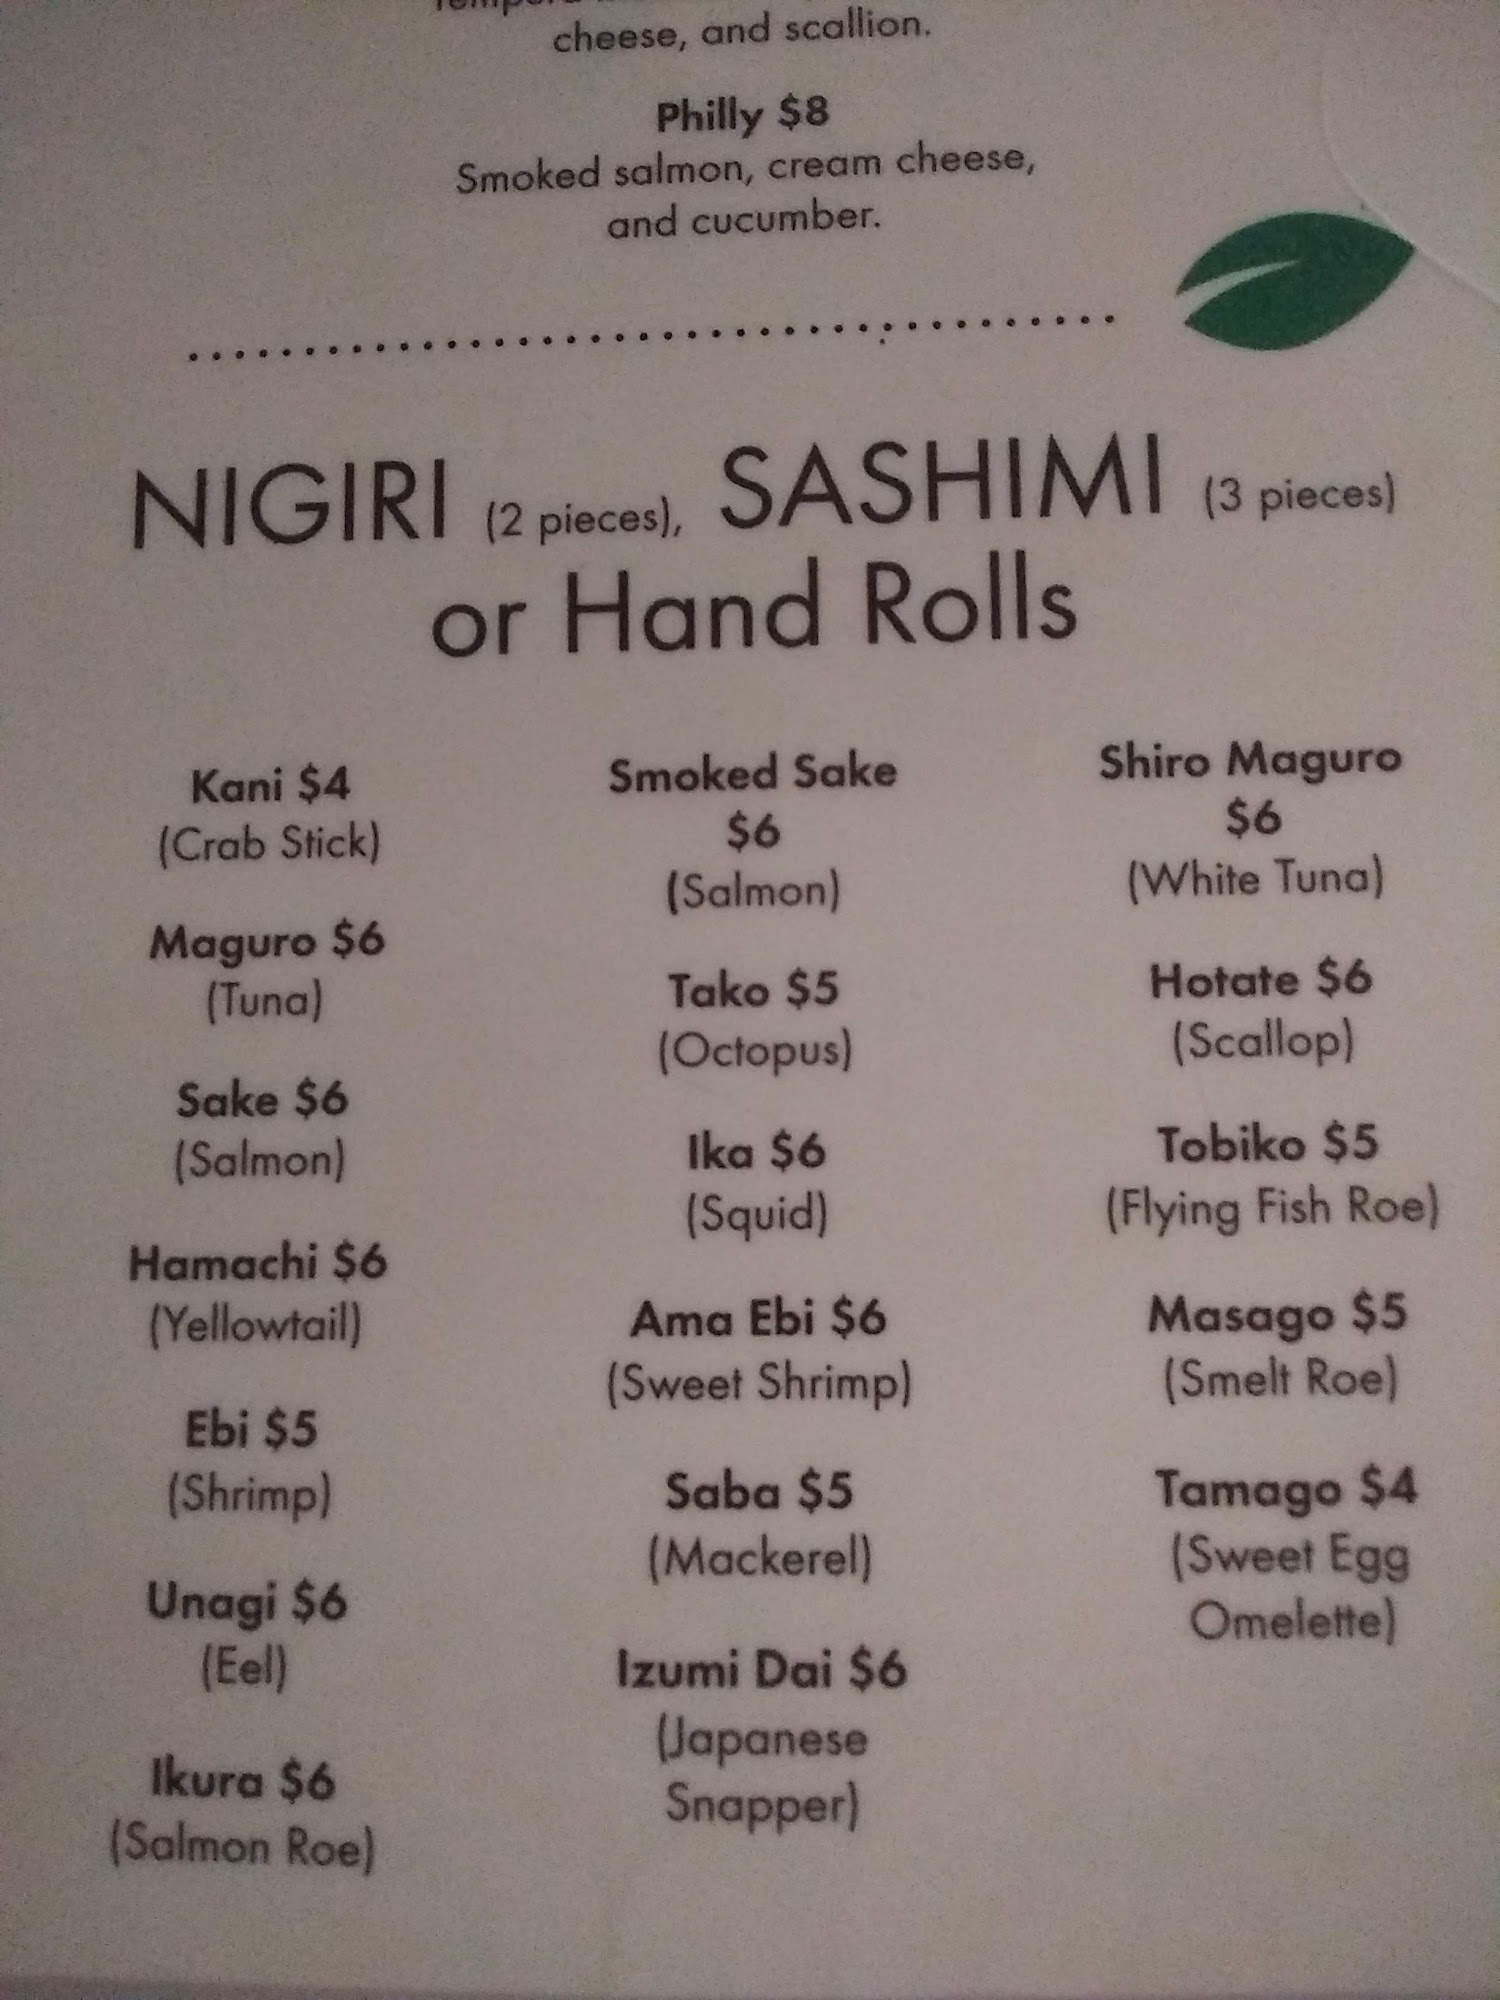 cheese, and scallion.
Philly $8
Smoked salmon, cream cheese,
and cucumber.
NIGIRI (2 pieces), SASHIMI (3 pieces)
or Hand Rolls
Kani $4
(Crab Stick)
Maguro $6
(Tuna)
Sake $6
(Salmon)
Hamachi $6
(Yellowtail)
Ebi $5
(Shrimp)
Unagi $6
(Eel)
Ikura $6
(Salmon Roe)
Smoked Sake
$6
(Salmon)
Tako $5
(Octopus)
Ika $6
(Squid)
Ama Ebi $6
(Sweet Shrimp)
Saba $5
(Mackerel)
Izumi Dai $6
(Japanese
Snapper)
Shiro Maguro
$6
(White Tuna)
Hotate $6
(Scallop)
Tobiko $5
(Flying Fish Roe)
Masago $5
(Smelt Roe)
Tamago $4
(Sweet Egg
Omelette)